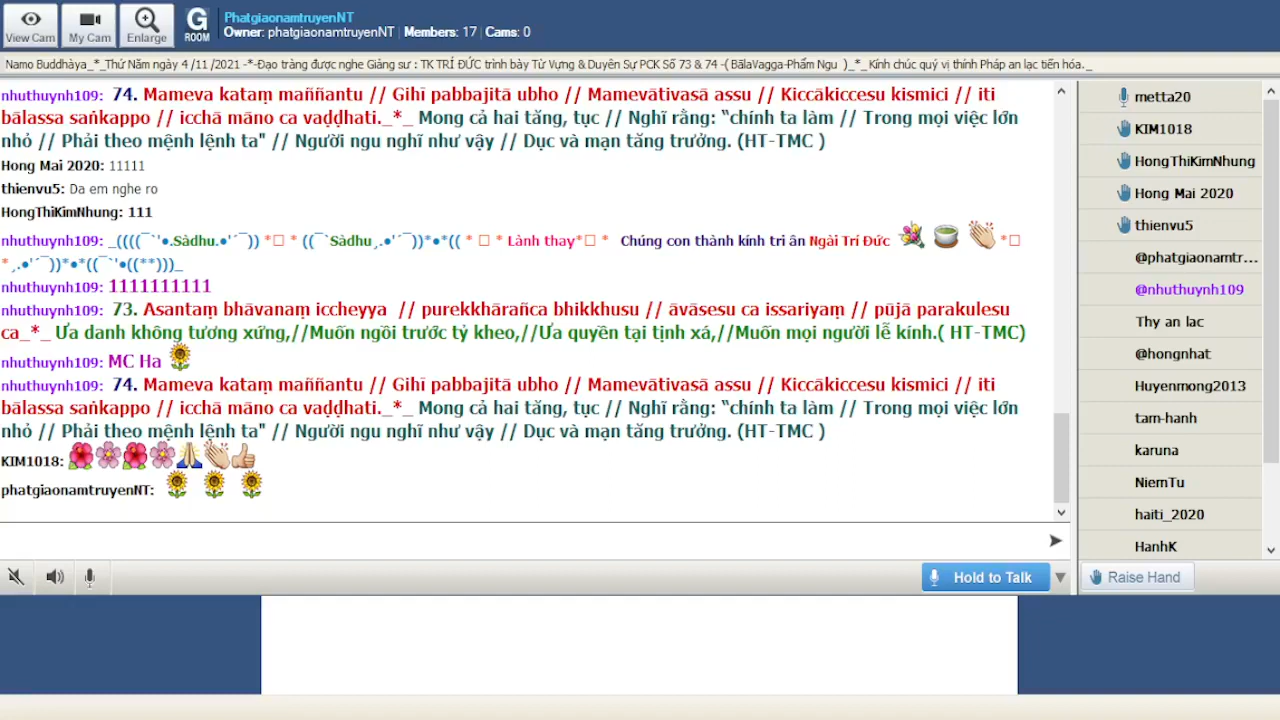 View Cam
My Cam
Enlarge
G
ROOM
PhatgiaonamtruyenNT
Owner: phatgiaonamtruyenNT | Members: 17 | Cams: 0
Namo Buddhàya_*_Thứ Năm ngày 4 /11 /2021 -*-Đạo tràng được nghe Giảng sư : TK TRÍ ĐỨC trình bày Từ Vựng & Duyên Sự PCK Số 73 & 74 -( BālaVagga-Phẩm Ngu )_*_ Kính chúc quý vị thính Pháp an lạc tiến hóa._
nhuthuynh109: 74. Mameva kataṃ maññantu // Gihī pabbajitā ubho // Mamevātivasā assu // Kiccākiccesu kismici // iti
bālassa saṅkappo // icchā māno ca vaḍḍhati._*_ Mong cả hai tăng, tục // Nghĩ rằng: "chính ta làm // Trong mọi việc lớn
nhỏ // Phải theo mệnh lệnh ta" // Người ngu nghĩ như vậy // Dục và mạn tăng trưởng. (HT-TMC )
Hong Mai 2020: 11111
thienvu5: Da em nghe ro
HongThiKimNhung: 111
nhuthuynh109: _((((¯`'•.Sàdhu.•'´¯)) *▯ * ((¯`Sàdhu¸.•'´¯))*•*(( * ▯ * Lành thay*▯ * Chúng con thành kính tri ân Ngài Trí Đức 💐 🍵 👏 *▯
*¸.•'´¯))*•*((¯`'•((**)))_
nhuthuynh109: 1111111111
nhuthuynh109: 73. Asantaṃ bhāvanaṃ iccheyya // purekkhārañca bhikkhusu // āvāsesu ca issariyaṃ // pūjā parakulesu
ca_*_ Ưa danh không tương xứng,//Muốn ngồi trước tỷ kheo,//Ưa quyền tại tịnh xá,//Muốn mọi người lễ kính.( HT-TMC)
nhuthuynh109: MC Ha 🌻
nhuthuynh109: 74. Mameva kataṃ maññantu // Gihī pabbajitā ubho // Mamevātivasā assu // Kiccākiccesu kismici // iti
bālassa saṅkappo // icchā māno ca vaḍḍhati._*_ Mong cả hai tăng, tục // Nghĩ rằng: "chính ta làm // Trong mọi việc lớn
nhỏ // Phải theo mệnh lệnh ta" // Người ngu nghĩ như vậy // Dục và mạn tăng trưởng. (HT-TMC )
KIM1018: 🌺🌸🌺🌸🙏👏👍
phatgiaonamtruyenNT: 🌻 🌻 🌻
Hold to Talk
metta20
KIM1018
HongThiKimNhung
Hong Mai 2020
thienvu5
@phatgiaonamtr...
@nhuthuynh109
Thy an lac
@hongnhat
Huyenmong2013
tam-hanh
karuna
NiemTu
haiti_2020
HanhK
Raise Hand